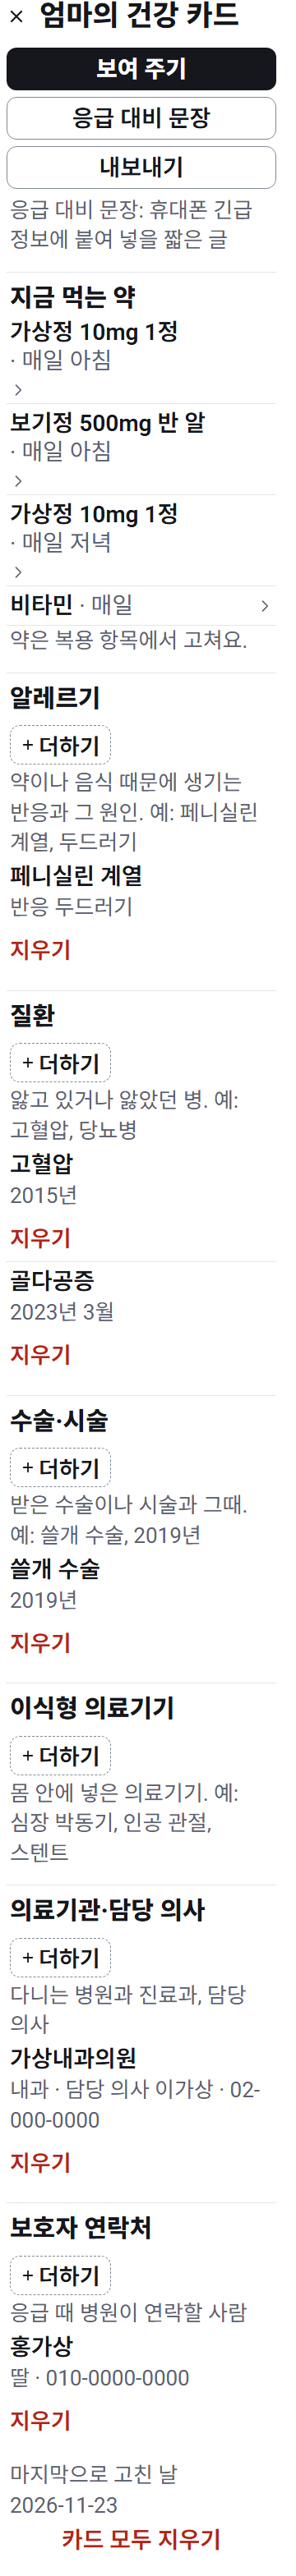 × 엄마의 건강 카드
보여 주기
응급 대비 문장
내보내기
응급 대비 문장: 휴대폰 긴급
정보에 붙여 넣을 짧은 글
지금 먹는 약
가상정 10mg 1정
· 매일 아침
>
보기정 500mg 반 알
· 매일 아침
>
가상정 10mg 1정
· 매일 저녁
>
비타민 · 매일 >
약은 복용 항목에서 고쳐요.
알레르기
+ 더하기
약이나 음식 때문에 생기는
반응과 그 원인. 예: 페니실린
계열, 두드러기
페니실린 계열
반응 두드러기
지우기
질환
+ 더하기
앓고 있거나 앓았던 병. 예:
고혈압, 당뇨병
고혈압
2015년
지우기
골다공증
2023년 3월
지우기
수술·시술
+ 더하기
받은 수술이나 시술과 그때.
예: 쓸개 수술, 2019년
쓸개 수술
2019년
지우기
이식형 의료기기
+ 더하기
몸 안에 넣은 의료기기. 예:
심장 박동기, 인공 관절,
스텐트
의료기관·담당 의사
+ 더하기
다니는 병원과 진료과, 담당
의사
가상내과의원
내과 · 담당 의사 이가상 · 02-
000-0000
지우기
보호자 연락처
+ 더하기
응급 때 병원이 연락할 사람
홍가상
딸 · 010-0000-0000
지우기
마지막으로 고친 날
2026-11-23
카드 모두 지우기